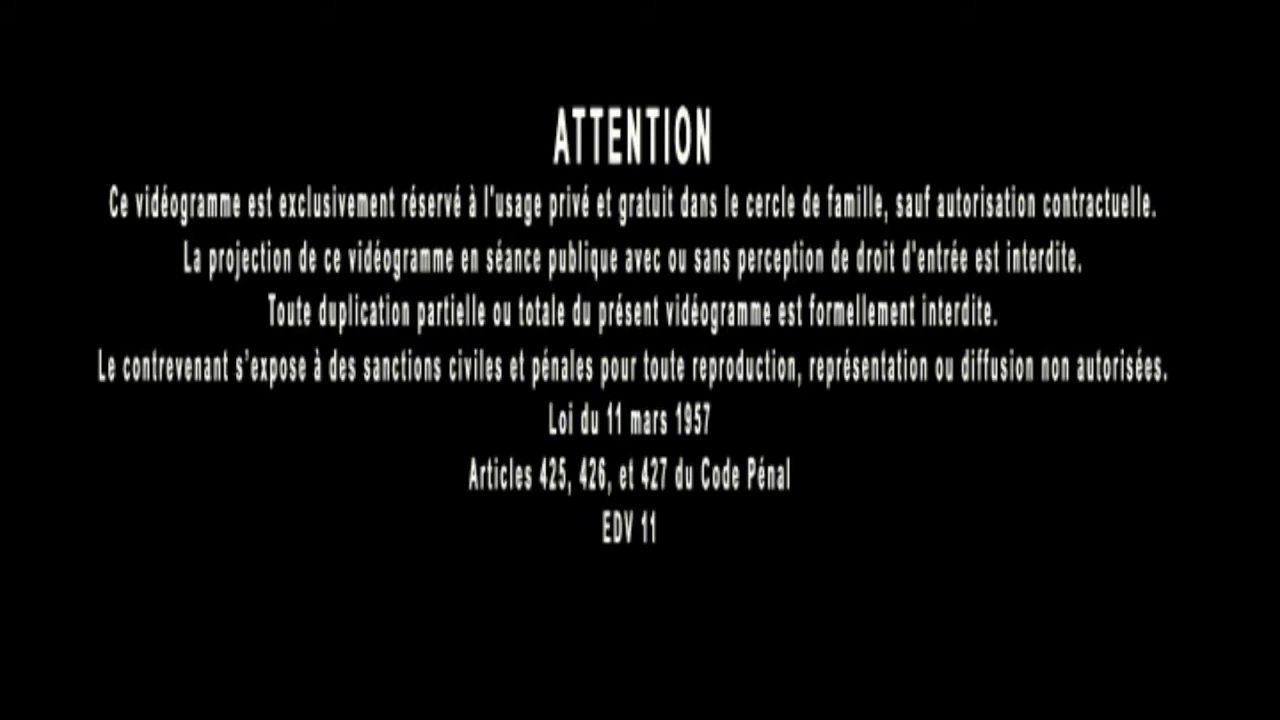 ATTENTION
Ce vidéogramme est exclusivement réservé à l'usage privé et gratuit dans le cercle de famille, sauf autorisation contractuelle.
La projection de ce vidéogramme en séance publique avec ou sans perception de droit d'entrée est interdite.
Toute duplication partielle ou totale du présent vidéogramme est formellement interdite.
Le contrevenant s'expose à des sanctions civiles et pénales pour toute reproduction, représentation ou diffusion non autorisées.
Loi du 11 mars 1957
Articles 425, 426, et 427 du Code Pénal
EDV 11